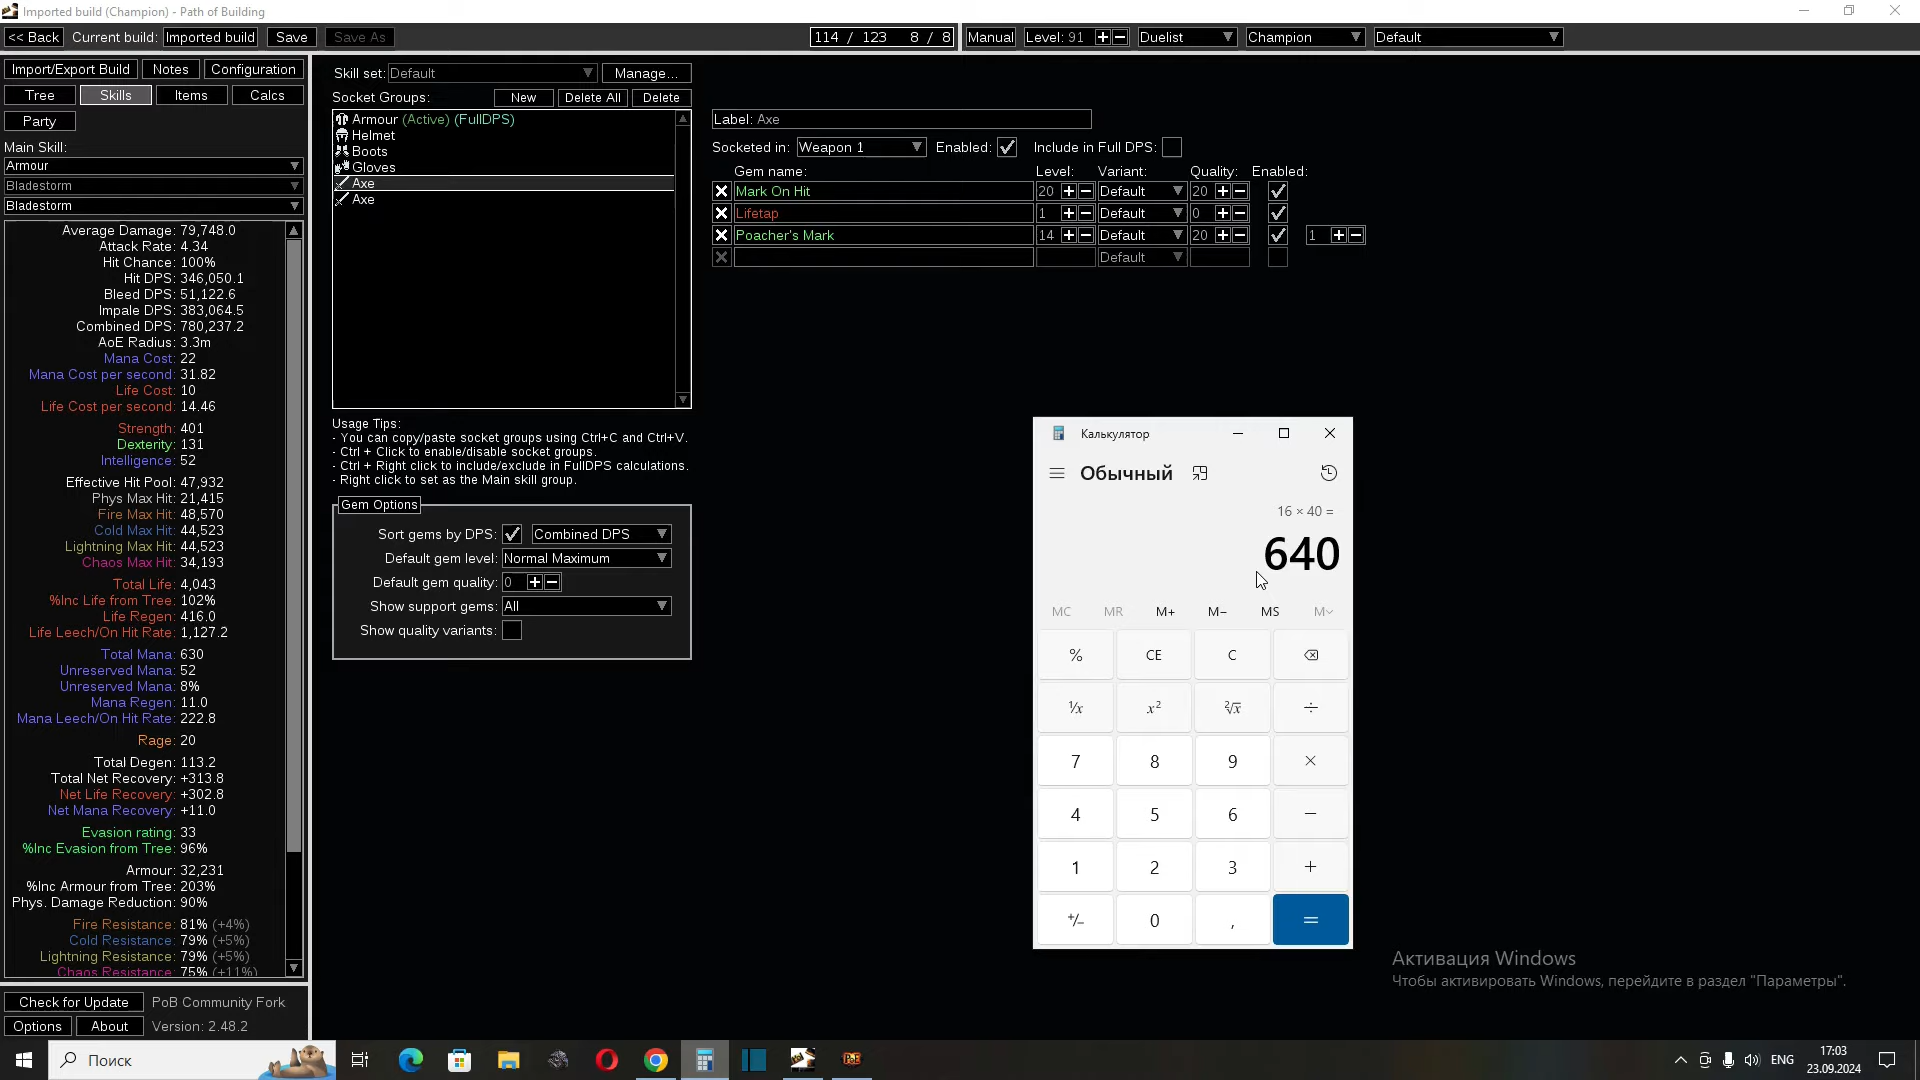 Imported build (Champion) - Path of Building
<< Back Current build: Imported build Save Save As 114 / 123 8 / 8 Manual Level: 91 Duelist Champion Default
Import/Export Build Notes Configuration
Tree Skills Items Calcs
Party
Main Skill:
Armour
Bladestorm
Bladestorm
Average Damage: 79,748.0
Attack Rate: 4.34
Hit Chance: 100%
Hit DPS: 346,050.1
Bleed DPS: 51,122.6
Impale DPS: 383,064.5
Combined DPS: 780,237.2
AoE Radius: 3.3m
Mana Cost: 22
Mana Cost per second: 31.82
Life Cost: 10
Life Cost per second: 14.46
Strength: 401
Dexterity: 131
Intelligence: 52
Effective Hit Pool: 47,932
Phys Max Hit: 21,415
Fire Max Hit: 48,570
Cold Max Hit: 44,523
Lightning Max Hit: 44,523
Chaos Max Hit: 34,193
Total Life: 4,043
%Inc Life from Tree: 102%
Life Regen: 416.0
Life Leech/On Hit Rate: 1,127.2
Total Mana: 630
Unreserved Mana: 52
Unreserved Mana: 8%
Mana Regen: 11.0
Mana Leech/On Hit Rate: 222.8
Rage: 20
Total Degen: 113.2
Total Net Recovery: +313.8
Net Life Recovery: +302.8
Net Mana Recovery: +11.0
Evasion rating: 33
%Inc Evasion from Tree: 96%
Armour: 32,231
%Inc Armour from Tree: 203%
Phys. Damage Reduction: 90%
Fire Resistance: 81% (+4%)
Cold Resistance: 79% (+5%)
Lightning Resistance: 79% (+5%)
Chaos Resistance: 75% (+11%)
Check for Update PoB Community Fork
Options About Version: 2.48.2
Skill set: Default Manage...
Socket Groups: New Delete All Delete
Armour (Active) (FullDPS)
Helmet
Boots
Gloves
Axe
Axe
Usage Tips:
- You can copy/paste socket groups using Ctrl+C and Ctrl+V.
- Ctrl + Click to enable/disable socket groups.
- Ctrl + Right click to include/exclude in FullDPS calculations.
- Right click to set as the Main skill group.
Gem Options
Sort gems by DPS: Combined DPS
Default gem level: Normal Maximum
Default gem quality: 0
Show support gems: All
Show quality variants:
Label: Axe
Socketed in: Weapon 1 Enabled: Include in Full DPS:
Gem name: Level: Variant: Quality: Enabled:
Mark On Hit 20 Default 20
Lifetap 1 Default 0
Poacher's Mark 14 Default 20 1
Default
Калькулятор
Обычный
16 × 40 =
640
MC MR M+ M− MS M
% CE C
¹/x x² ²√x ÷
7 8 9 ×
4 5 6 −
1 2 3 +
+/− 0 , =
Активация Windows
Чтобы активировать Windows, перейдите в раздел "Параметры".
Поиск
ENG 17:03
23.09.2024